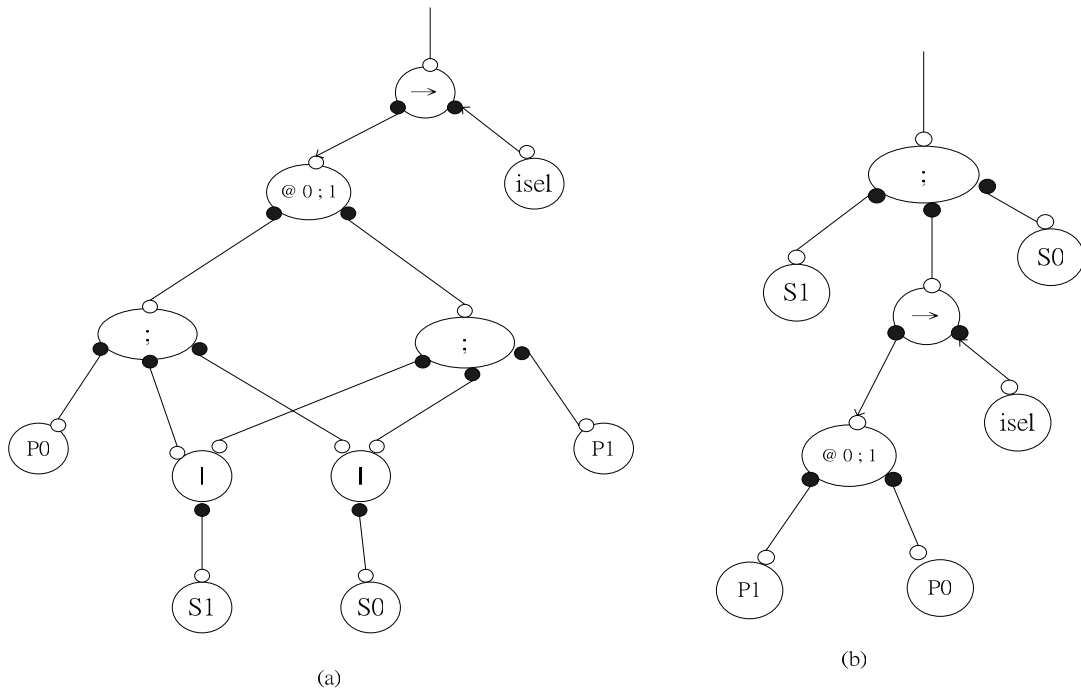 →
isel
@ 0 ; 1
;
;
P0
|
|
P1
S1
S0
(a)
;
S1
S0
→
isel
@ 0 ; 1
P1
P0
(b)